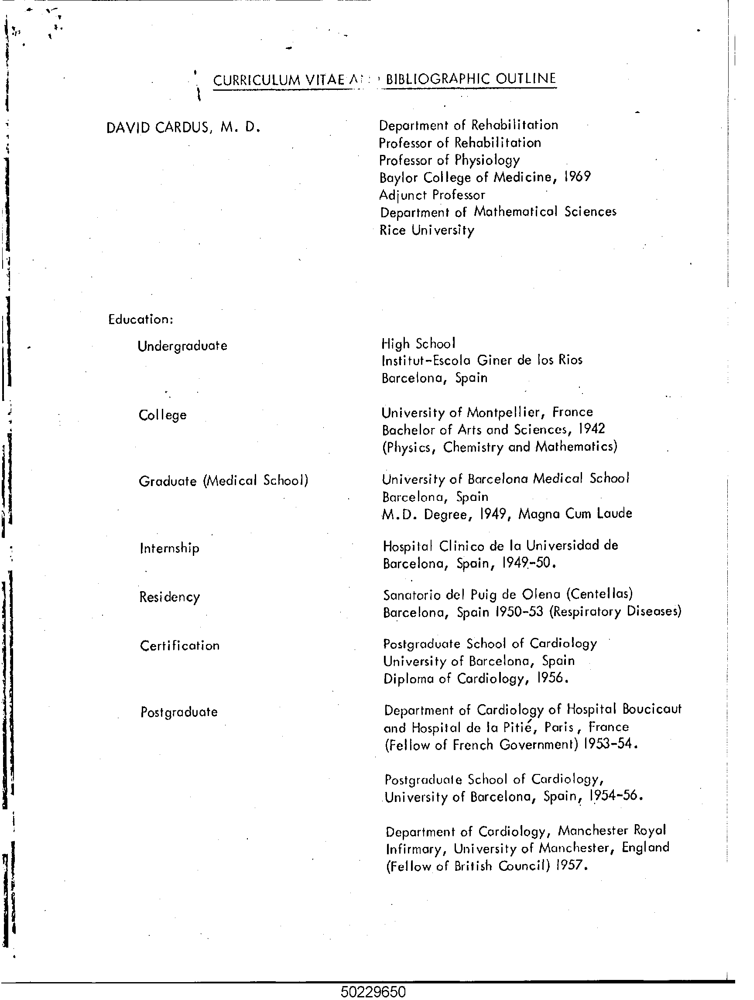 CURRICULUM VITAE BIBLIOGRAPHIC OUTLINE
DAVID CARDUS, M. D.
Department of Rehabilitation
Professor of Rehabilitation
Professor of Physiology
Baylor College of Medicine, 1969
Adjunct Professor
Department of Mathematical Sciences
Rice University
Education:
Undergraduate
High School
Institut-Escola Giner de los Rios
Barcelona, Spain
College
University of Montpellier, France
Bachelor of Arts and Sciences, 1942
(Physics, Chemistry and Mathematics)
Graduate (Medical School)
University of Barcelona Medical School
Barcelona, Spain
M.D. Degree, 1949, Magna Cum Laude
Internship
Hospital Clinico de la Universidad de
Barcelona, Spain, 1949-50.
Residency
Sanatorio del Puig de Olena (Centellas)
Barcelona, Spain 1950-53 (Respiratory Diseases)
Certification
Postgraduate School of Cardiology
University of Barcelona, Spain
Diploma of Cardiology, 1956.
Postgraduate
Department of Cardiology of Hospital Boucicaut
and Hospital de la Pitié, Paris, France
(Fellow of French Government) 1953-54.
Postgraduate School of Cardiology,
University of Barcelona, Spain, 1954-56.
Department of Cardiology, Manchester Royal
Infirmary, University of Manchester, England
(Fellow of British Council) 1957.
50229650